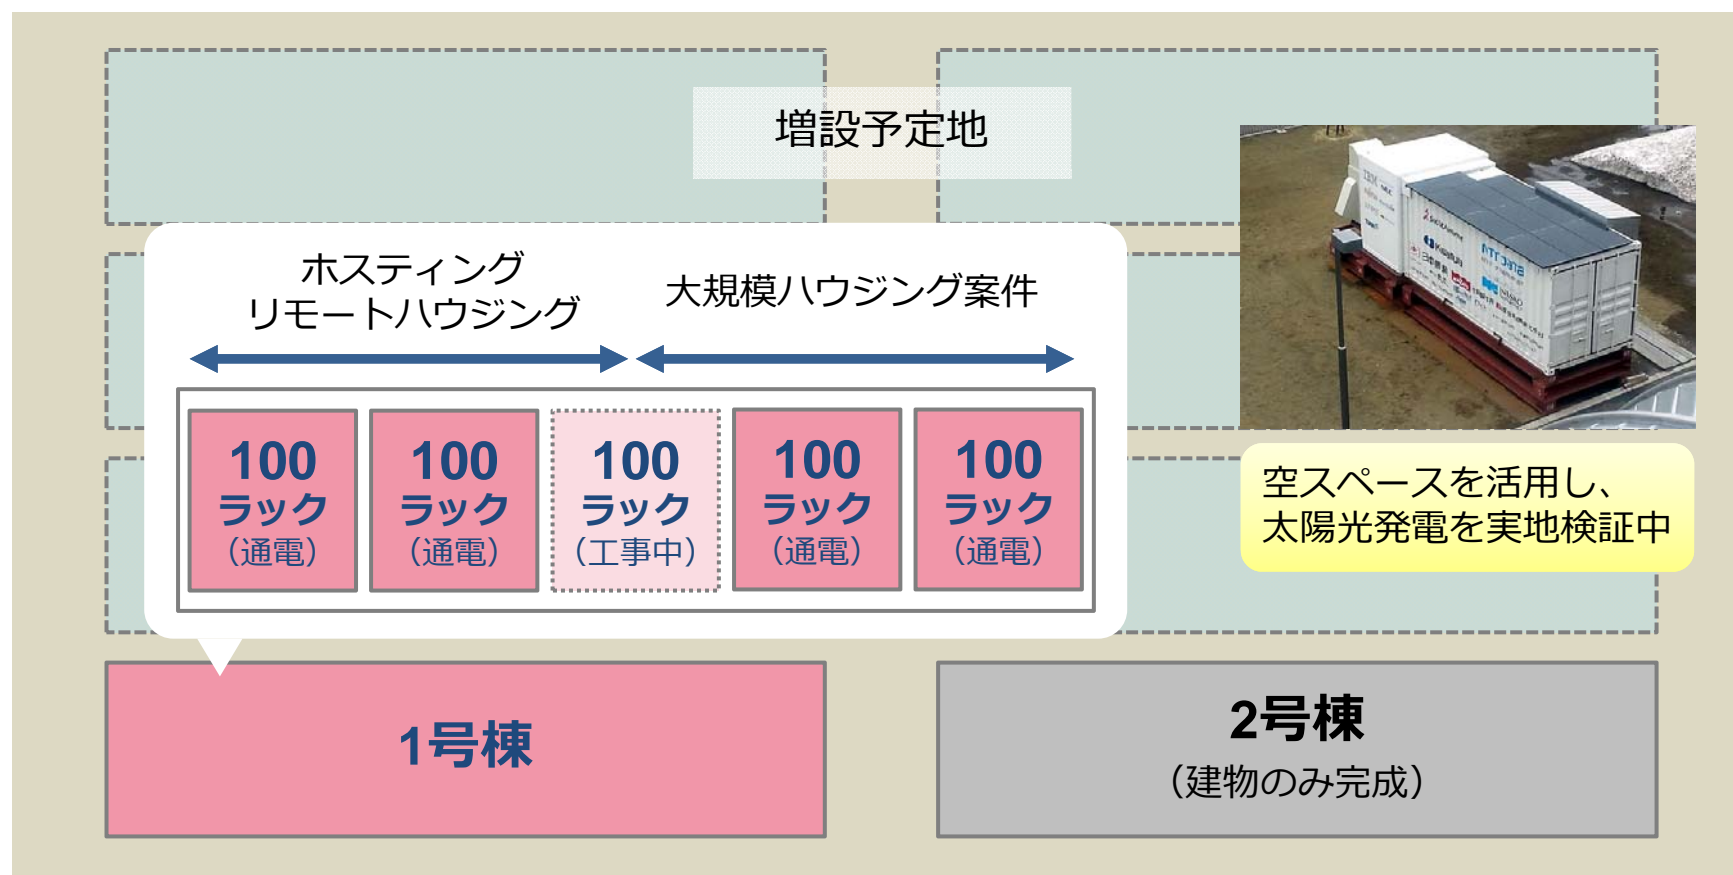 増設予定地
ホスティング
リモートハウジング
大規模ハウジング案件
100
ラック
（通電）
100
ラック
（通電）
100
ラック
（工事中）
100
ラック
（通電）
100
ラック
（通電）
IBM
NEC
NTT DATA
空スペースを活用し、
太陽光発電を実地検証中
1号棟
2号棟
（建物のみ完成）